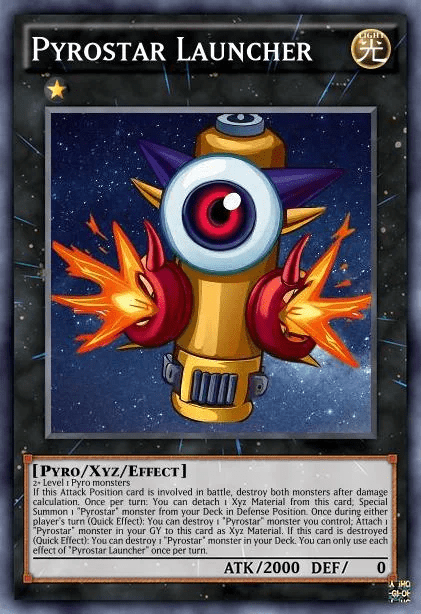 PYROSTAR LAUNCHER
LIGHT
光
[PYRO/XYZ/EFFECT]
2+ Level 1 Pyro monsters
If this Attack Position card is involved in battle, destroy both monsters after damage
calculation. Once per turn: You can detach 1 Xyz Material from this card; Special
Summon 1 "Pyrostar" monster from your Deck in Defense Position. Once during either
player's turn (Quick Effect): You can destroy 1 "Pyrostar" monster you control; Attach 1
"Pyrostar" monster in your GY to this card as Xyz Material. If this card is destroyed
(Quick Effect): You can destroy 1 "Pyrostar" monster in your Deck. You can only use each
effect of "Pyrostar Launcher" once per turn.
ATK/2000 DEF/ 0